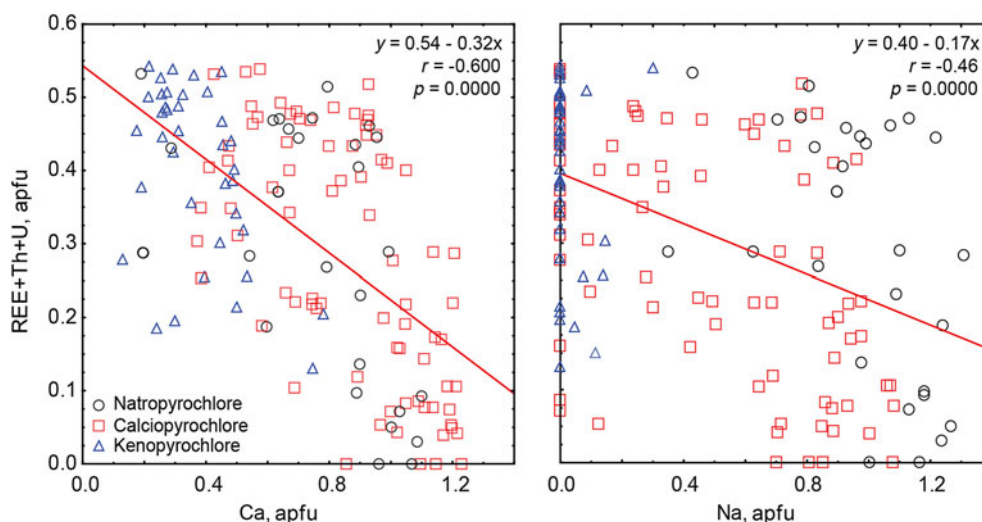 0.6
0.5
0.4
0.3
0.2
0.1
0.0
REE+Th+U, apfu
y = 0.54 - 0.32x
r = -0.600
p = 0.0000
Natropyrochlore
Calciopyrochlore
Kenopyrochlore
0.0 0.4 0.8 1.2
Ca, apfu
y = 0.40 - 0.17x
r = -0.46
p = 0.0000
0.4 0.8 1.2
Na, apfu